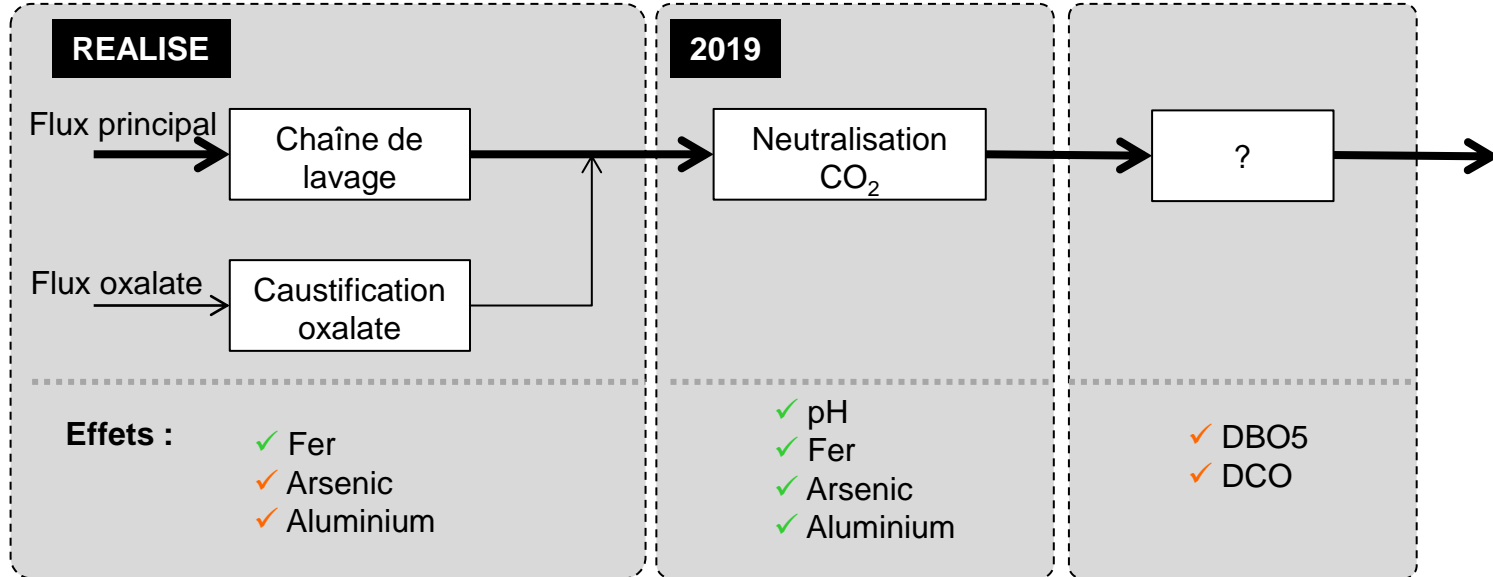 REALISE
2019
Flux principal
Chaîne de
lavage
Neutralisation
CO₂
?
Flux oxalate
Caustification
oxalate
Effets :
✓ Fer
✓ Arsenic
✓ Aluminium
✓ pH
✓ Fer
✓ Arsenic
✓ Aluminium
✓ DBO5
✓ DCO